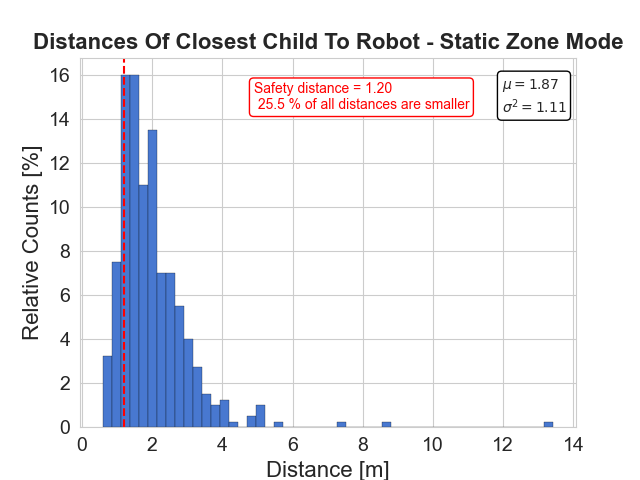 Distances Of Closest Child To Robot - Static Zone Mode
Safety distance = 1.20
25.5 % of all distances are smaller
μ = 1.87
σ² = 1.11
Relative Counts [%]
16
14
12
10
8
6
4
2
0
0 2 4 6 8 10 12 14
Distance [m]